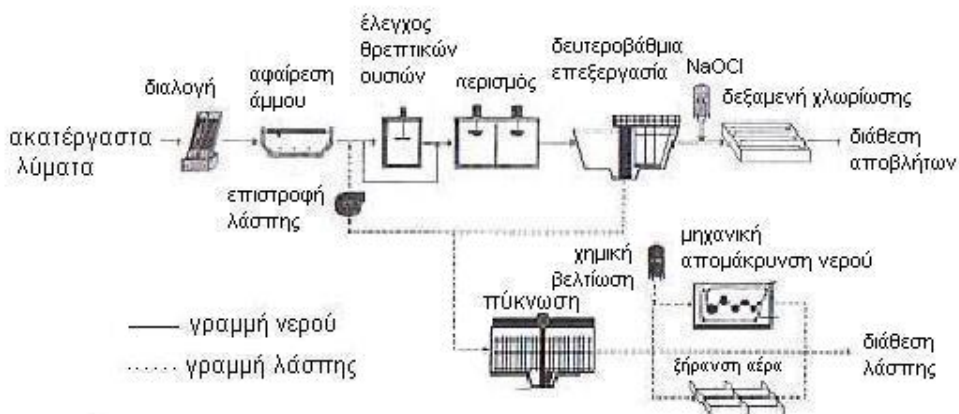 έλεγχος
θρεπτικών
ουσιών
δευτεροβάθμια
επεξεργασία
NaOCl
διαλογή
αφαίρεση
άμμου
αερισμός
δεξαμενή χλωρίωσης
ακατέργαστα
λύματα
διάθεση
αποβλήτων
επιστροφή
λάσπης
χημική
βελτίωση
μηχανική
απομάκρυνση νερού
πύκνωση
γραμμή νερού
γραμμή λάσπης
ξήρανση αέρα
διάθεση
λάσπης